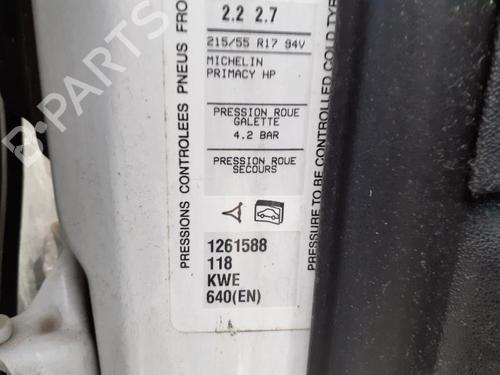 2.2 2.7
215/55 R17 94V
MICHELIN
PRIMACY HP
PRESSION ROUE
GALETTE
4.2 BAR
PRESSION ROUE
SECOURS
1261588
118
KWE
640(EN)
PRESSIONS CONTROLEES PNEUS FRO
PRESSURE TO BE CONTROLLED COLD TYR
B-PARTS